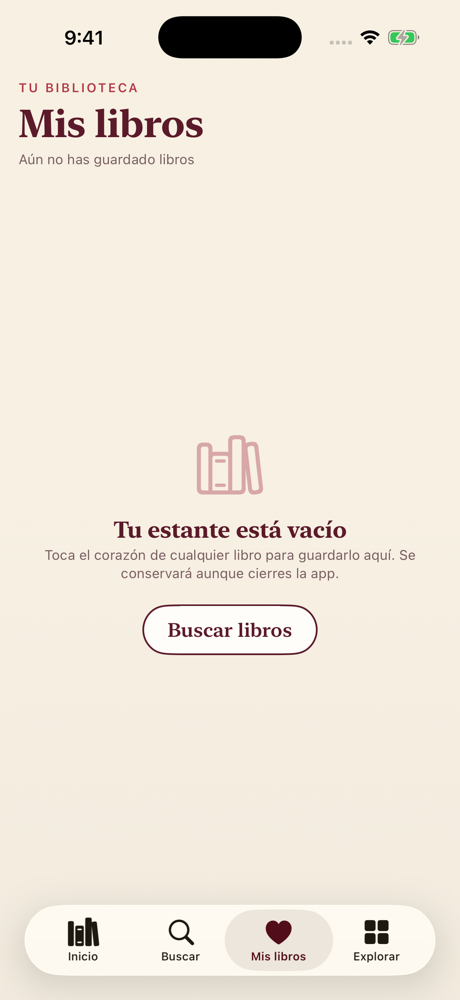 9:41
TU BIBLIOTECA
Mis libros
Aún no has guardado libros
Tu estante está vacío
Toca el corazón de cualquier libro para guardarlo aquí. Se
conservará aunque cierres la app.
Buscar libros
Inicio
Buscar
Mis libros
Explorar